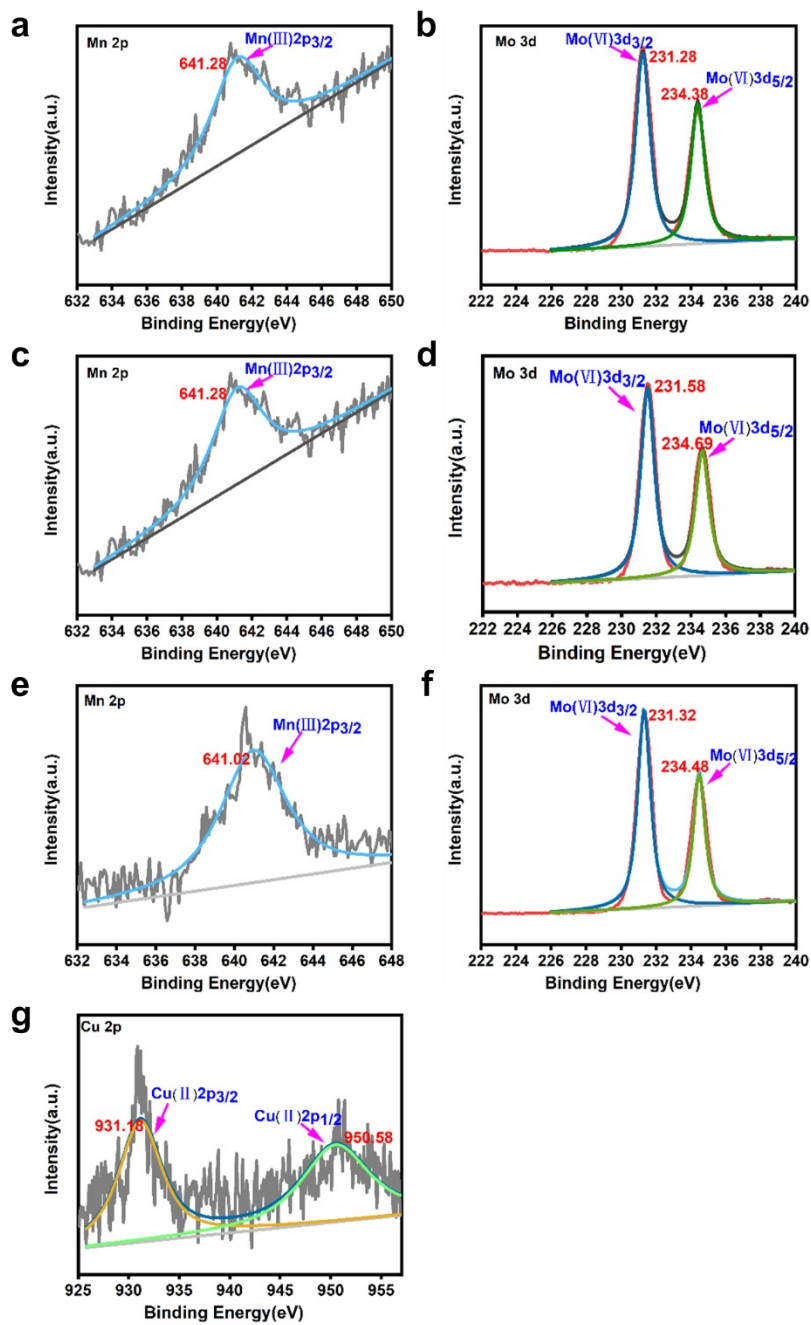 a
Mn 2p
Mn(Ⅲ)2p3/2
641.28
Intensity(a.u.)
632 634 636 638 640 642 644 646 648 650
Binding Energy(eV)
b
Mo 3d
Mo(Ⅵ)3d3/2
231.28
234.38
Mo(Ⅵ)3d5/2
Intensity(a.u.)
222 224 226 228 230 232 234 236 238 240
Binding Energy
c
Mn 2p
Mn(Ⅲ)2p3/2
641.28
Intensity(a.u.)
632 634 636 638 640 642 644 646 648 650
Binding Energy(eV)
d
Mo 3d
Mo(Ⅵ)3d3/2
231.58
Mo(Ⅵ)3d5/2
234.69
Intensity(a.u.)
222 224 226 228 230 232 234 236 238 240
Binding Energy(eV)
e
Mn 2p
Mn(Ⅲ)2p3/2
641.02
Intensity(a.u.)
632 634 636 638 640 642 644 646 648
Binding Energy(eV)
f
Mo 3d
Mo(Ⅵ)3d3/2
231.32
Mo(Ⅵ)3d5/2
234.48
Intensity(a.u.)
222 224 226 228 230 232 234 236 238 240
Binding Energy(eV)
g
Cu 2p
Cu(Ⅱ)2p3/2
931.18
Cu(Ⅱ)2p1/2
950.58
Intensity(a.u.)
925 930 935 940 945 950 955
Binding Energy(eV)